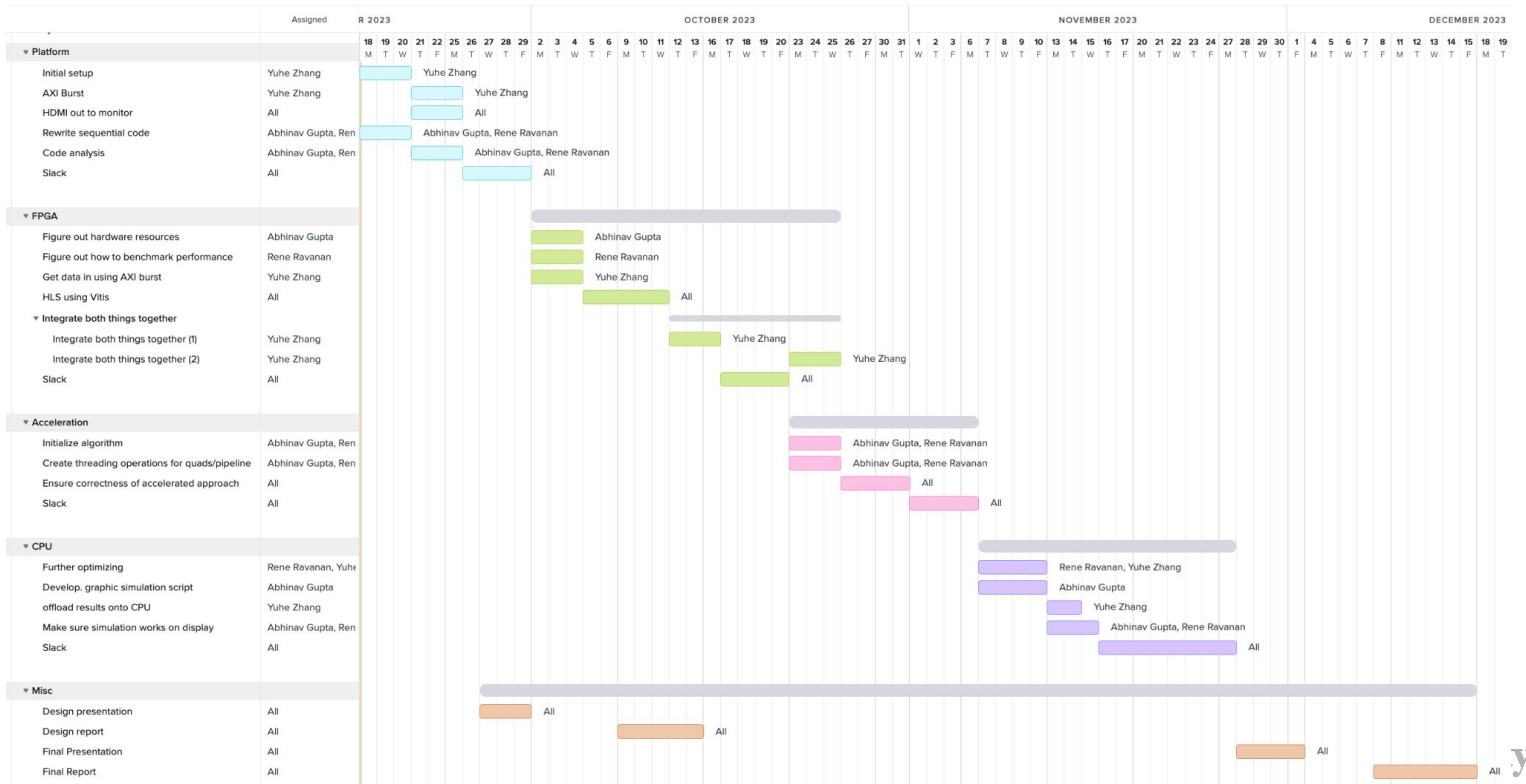 Assigned R 2023 OCTOBER 2023 NOVEMBER 2023 DECEMBER 2023
18 19 20 21 22 25 26 27 28 29 2 3 4 5 6 9 10 11 12 13 16 17 18 19 20 23 24 25 26 27 30 31 1 2 3 6 7 8 9 10 13 14 15 16 17 20 21 22 23 24 27 28 29 30 1 4 5 6 7 8 11 12 13 14 15 18 19
M T W T F M T W T F M T W T F M T W T F M T W T F M T W T F M T W T F M T W T F M T W T F M T W T F M T W T F M T W T F M T W T F M T
Platform
Initial setup Yuhe Zhang Yuhe Zhang
AXI Burst Yuhe Zhang Yuhe Zhang
HDMI out to monitor All All
Rewrite sequential code Abhinav Gupta, Ren Abhinav Gupta, Rene Ravanan
Code analysis Abhinav Gupta, Ren Abhinav Gupta, Rene Ravanan
Slack All All
FPGA
Figure out hardware resources Abhinav Gupta Abhinav Gupta
Figure out how to benchmark performance Rene Ravanan Rene Ravanan
Get data in using AXI burst Yuhe Zhang Yuhe Zhang
HLS using Vitis All All
Integrate both things together
Integrate both things together (1) Yuhe Zhang Yuhe Zhang
Integrate both things together (2) Yuhe Zhang Yuhe Zhang
Slack All All
Acceleration
Initialize algorithm Abhinav Gupta, Ren Abhinav Gupta, Rene Ravanan
Create threading operations for quads/pipeline Abhinav Gupta, Ren Abhinav Gupta, Rene Ravanan
Ensure correctness of accelerated approach All All
Slack All All
CPU
Further optimizing Rene Ravanan, Yuhe Rene Ravanan, Yuhe Zhang
Develop. graphic simulation script Abhinav Gupta Abhinav Gupta
offload results onto CPU Yuhe Zhang Yuhe Zhang
Make sure simulation works on display Abhinav Gupta, Ren Abhinav Gupta, Rene Ravanan
Slack All All
Misc
Design presentation All All
Design report All All
Final Presentation All All
Final Report All All